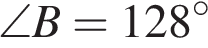 ∠B = 128°